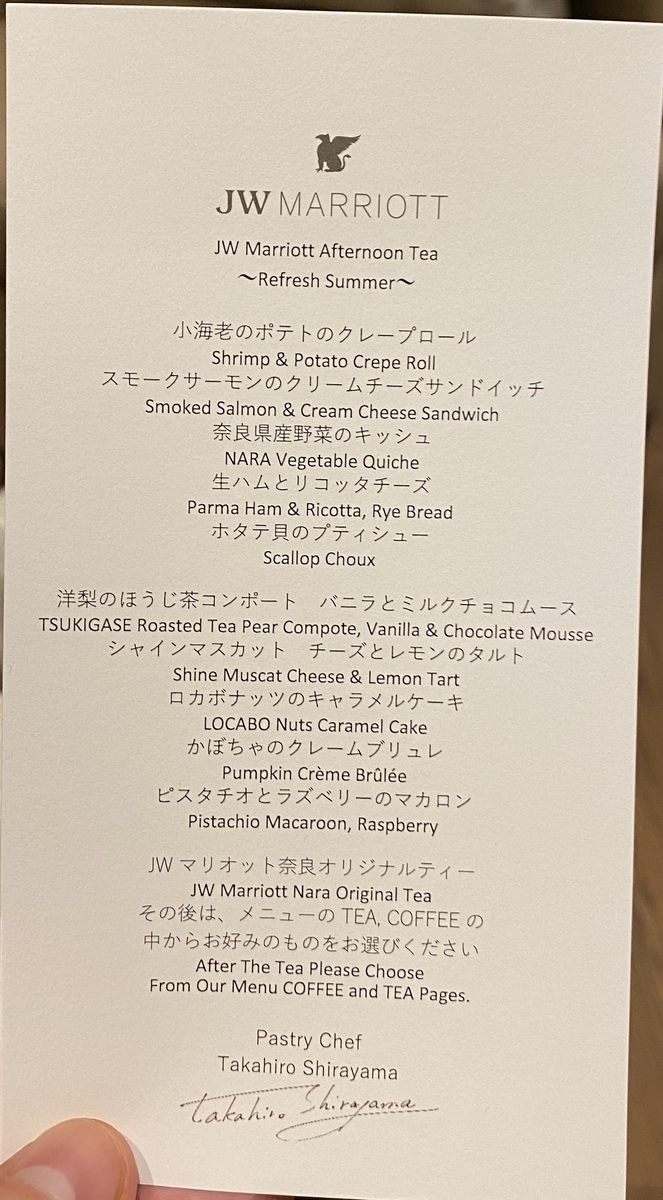 JW MARRIOTT
JW Marriott Afternoon Tea
〜Refresh Summer〜
小海老のポテトのクレープロール
Shrimp & Potato Crepe Roll
スモークサーモンのクリームチーズサンドイッチ
Smoked Salmon & Cream Cheese Sandwich
奈良県産野菜のキッシュ
NARA Vegetable Quiche
生ハムとリコッタチーズ
Parma Ham & Ricotta, Rye Bread
ホタテ貝のプティシュー
Scallop Choux
洋梨のほうじ茶コンポート　バニラとミルクチョコムース
TSUKIGASE Roasted Tea Pear Compote, Vanilla & Chocolate Mousse
シャインマスカット　チーズとレモンのタルト
Shine Muscat Cheese & Lemon Tart
ロカボナッツのキャラメルケーキ
LOCABO Nuts Caramel Cake
かぼちゃのクレームブリュレ
Pumpkin Crème Brûlée
ピスタチオとラズベリーのマカロン
Pistachio Macaroon, Raspberry
JW マリオット奈良オリジナルティー
JW Marriott Nara Original Tea
その後は、メニューの TEA, COFFEE の
中からお好みのものをお選びください
After The Tea Please Choose
From Our Menu COFFEE and TEA Pages.
Pastry Chef
Takahiro Shirayama
Takahiro Shirayama